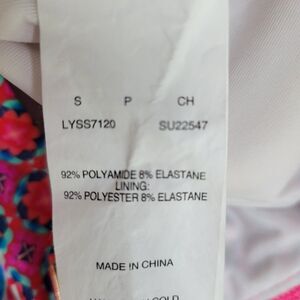 S P CH
LYSS7120 SU22547
92% POLYAMIDE 8% ELASTANE
LINING:
92% POLYESTER 8% ELASTANE
MADE IN CHINA